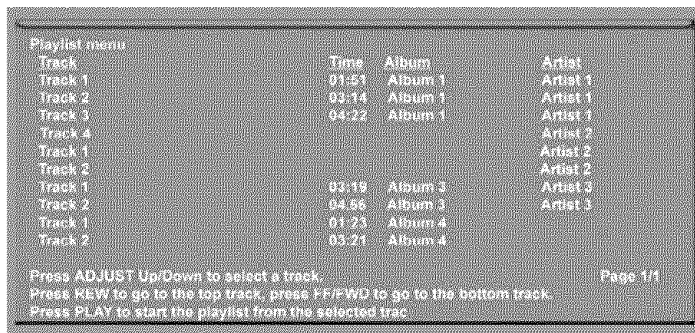 Playlist menu
Track Time Album Artist
Track 1 01:51 Album 1 Artist 1
Track 2 03:14 Album 1 Artist 1
Track 3 04:22 Album 1 Artist 1
Track 4 Artist 2
Track 1 Artist 2
Track 2 Artist 2
Track 1 03:19 Album 3 Artist 3
Track 2 04.56 Album 3 Artist 3
Track 1 01:23 Album 4
Track 2 03:21 Album 4
Press ADJUST Up/Down to select a track. Page 1/1
Press REW to go to the top track, press FF/FWD to go to the bottom track.
Press PLAY to start the playlist from the selected trac